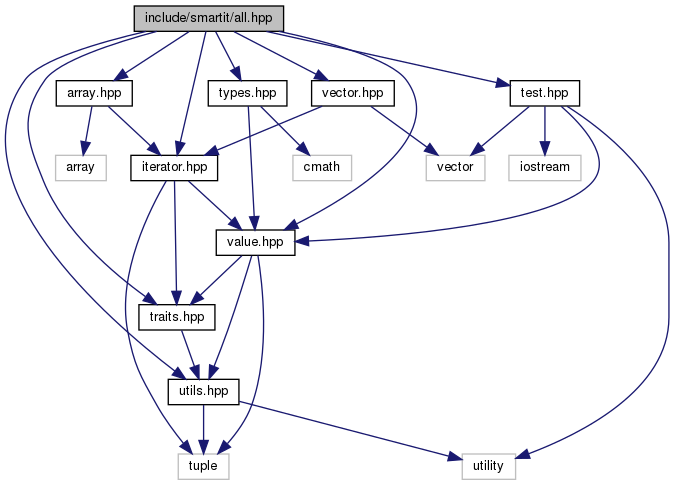 include/smartit/all.hpp
array.hpp
types.hpp
vector.hpp
test.hpp
array
iterator.hpp
cmath
vector
iostream
value.hpp
traits.hpp
utils.hpp
tuple
utility